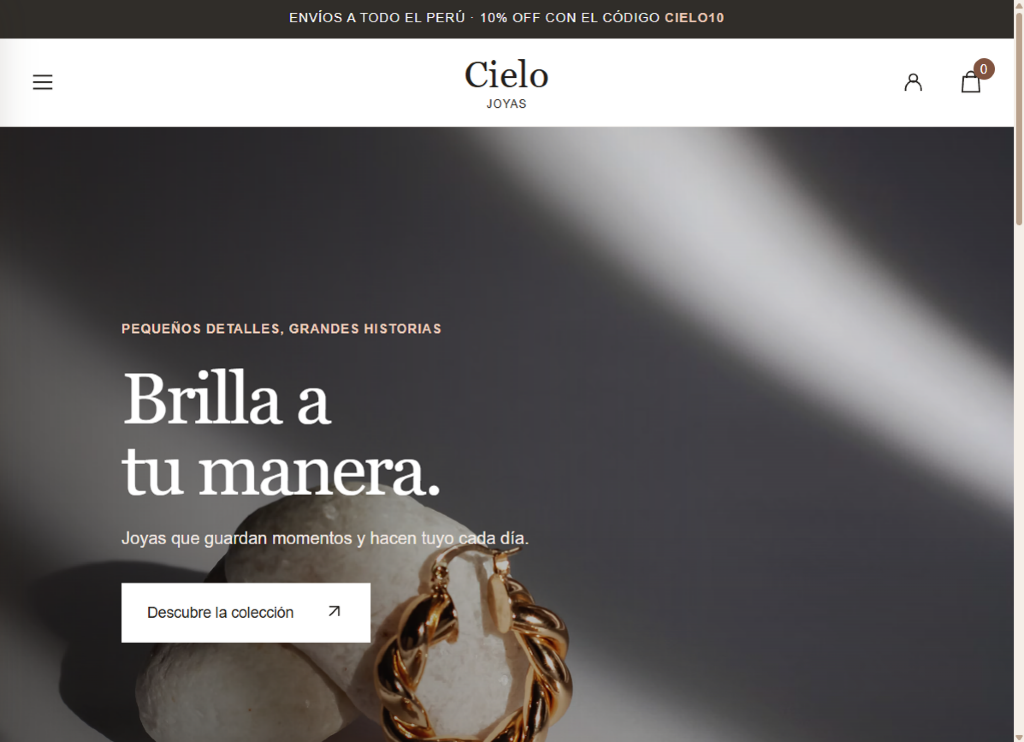 ENVÍOS A TODO EL PERÚ · 10% OFF CON EL CÓDIGO CIELO10
Cielo
JOYAS
0
PEQUEÑOS DETALLES, GRANDES HISTORIAS
Brilla a
tu manera.
Joyas que guardan momentos y hacen tuyo cada día.
Descubre la colección